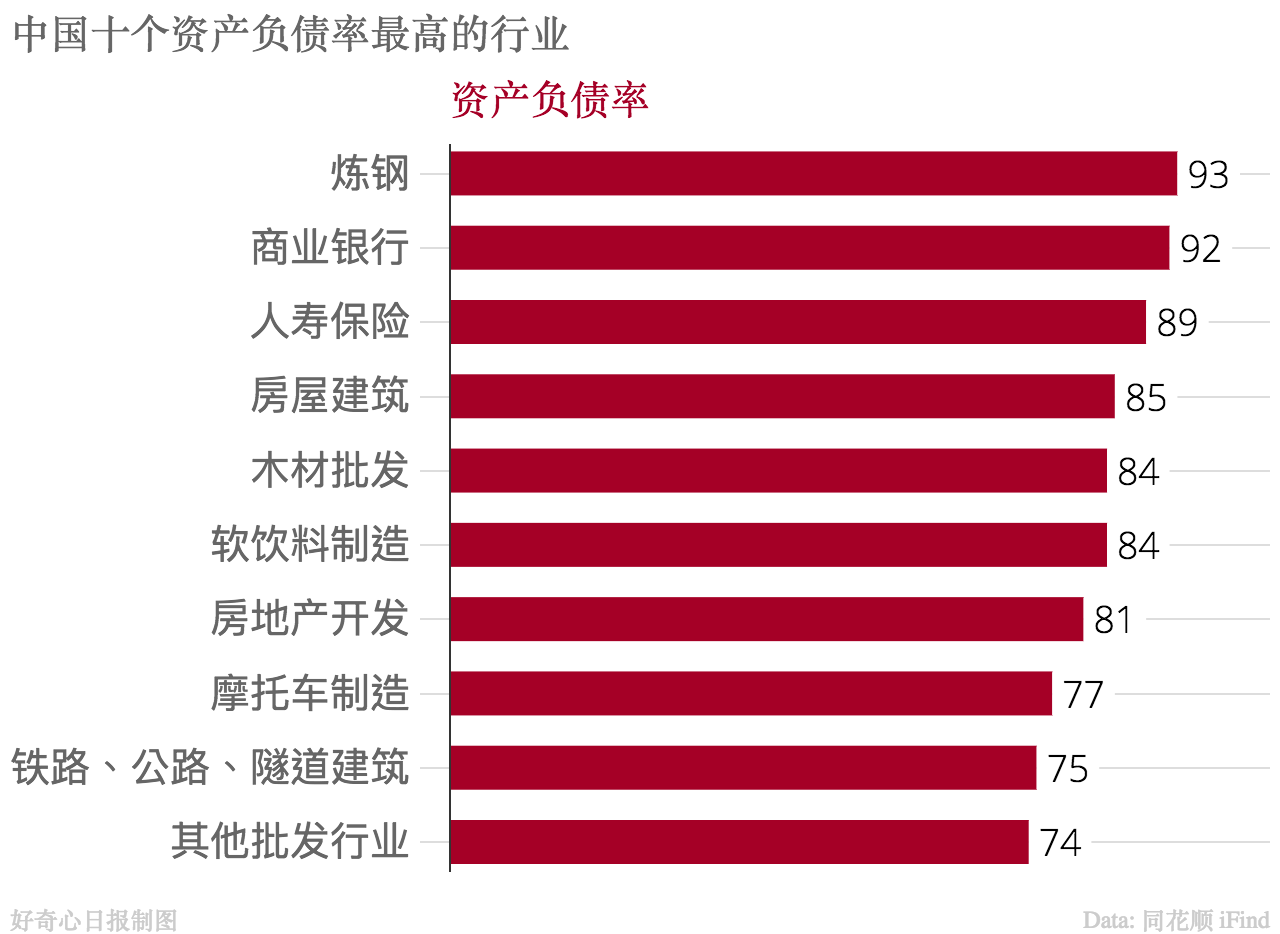 中国十个资产负债率最高的行业
资产负债率
炼钢 93
商业银行 92
人寿保险 89
房屋建筑 85
木材批发 84
软饮料制造 84
房地产开发 81
摩托车制造 77
铁路、公路、隧道建筑 75
其他批发行业 74
好奇心日报制图 Data: 同花顺 iFind